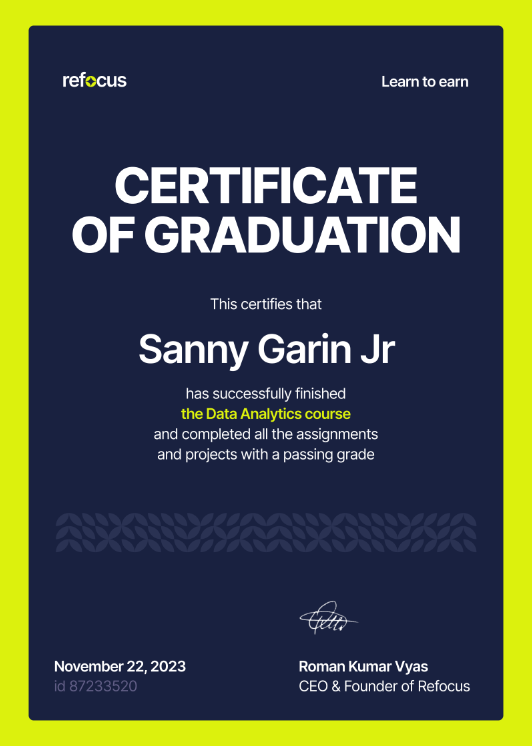 refocus
Learn to earn
CERTIFICATE
OF GRADUATION
This certifies that
Sanny Garin Jr
has successfully finished
the Data Analytics course
and completed all the assignments
and projects with a passing grade
November 22, 2023
id 87233520
Roman Kumar Vyas
CEO & Founder of Refocus